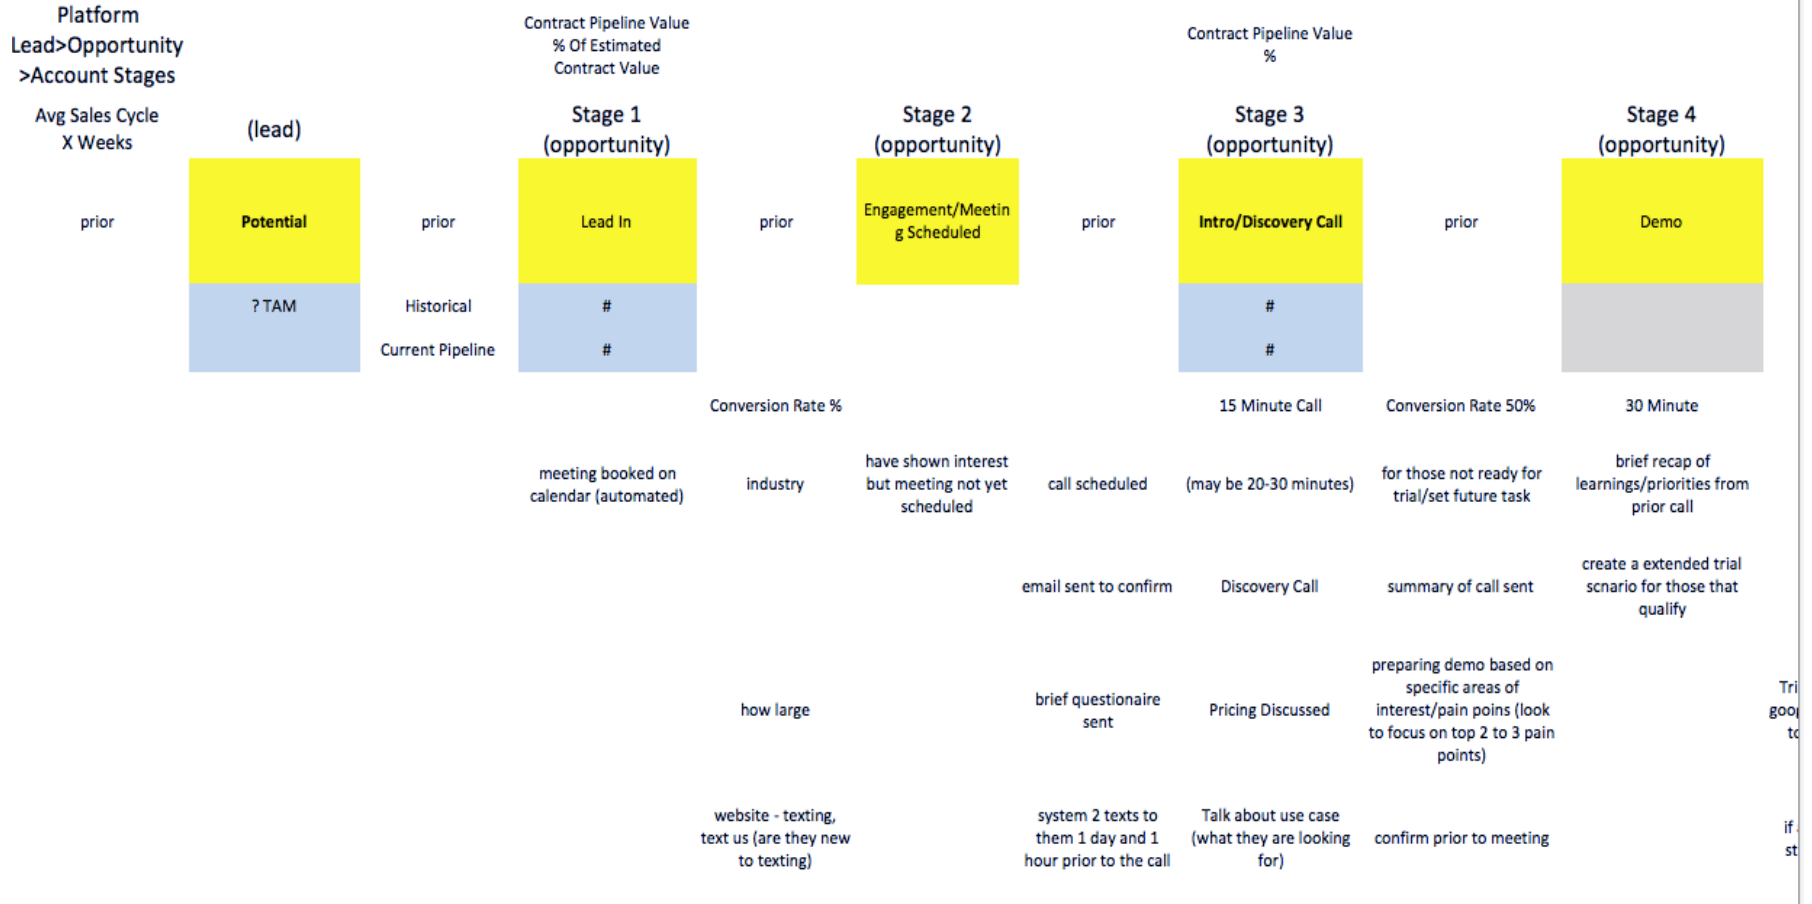 Platform
Lead>Opportunity
>Account Stages
Contract Pipeline Value
% Of Estimated
Contract Value
Contract Pipeline Value
%
Avg Sales Cycle
X Weeks
(lead)
Stage 1
(opportunity)
Stage 2
(opportunity)
Stage 3
(opportunity)
Stage 4
(opportunity)
prior
Potential
prior
Lead In
prior
Engagement/Meetin
g Scheduled
prior
Intro/Discovery Call
prior
Demo
? TAM
Historical
#
#
Current Pipeline
#
#
Conversion Rate %
15 Minute Call
Conversion Rate 50%
30 Minute
meeting booked on
calendar (automated)
industry
have shown interest
but meeting not yet
scheduled
call scheduled
(may be 20-30 minutes)
for those not ready for
trial/set future task
brief recap of
learnings/priorities from
prior call
email sent to confirm
Discovery Call
summary of call sent
create a extended trial
scnario for those that
qualify
how large
brief questionaire
sent
Pricing Discussed
preparing demo based on
specific areas of
interest/pain poins (look
to focus on top 2 to 3 pain
points)
Tri
website - texting,
text us (are they new
to texting)
system 2 texts to
them 1 day and 1
hour prior to the call
Talk about use case
(what they are looking
for)
confirm prior to meeting
if
st